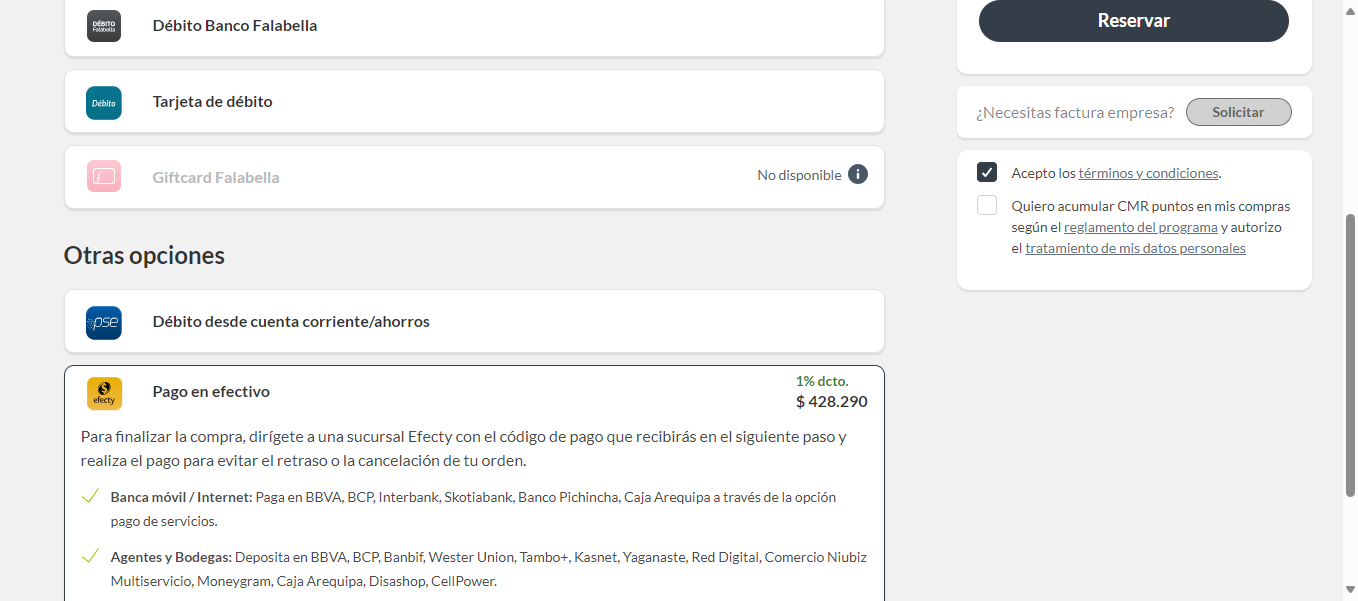 DÉBITO
Falabella
Débito Banco Falabella
Débito
Tarjeta de débito
Giftcard Falabella
No disponible
i
Otras opciones
pse
Débito desde cuenta corriente/ahorros
efecty
Pago en efectivo
1% dcto.
$ 428.290
Para finalizar la compra, dirígete a una sucursal Efecty con el código de pago que recibirás en el siguiente paso y
realiza el pago para evitar el retraso o la cancelación de tu orden.
Banca móvil / Internet: Paga en BBVA, BCP, Interbank, Skotiabank, Banco Pichincha, Caja Arequipa a través de la opción
pago de servicios.
Agentes y Bodegas: Deposita en BBVA, BCP, Banbif, Wester Union, Tambo+, Kasnet, Yaganaste, Red Digital, Comercio Niubiz
Multiservicio, Moneygram, Caja Arequipa, Disashop, CellPower.
Reservar
¿Necesitas factura empresa?
Solicitar
Acepto los términos y condiciones.
Quiero acumular CMR puntos en mis compras
según el reglamento del programa y autorizo
el tratamiento de mis datos personales